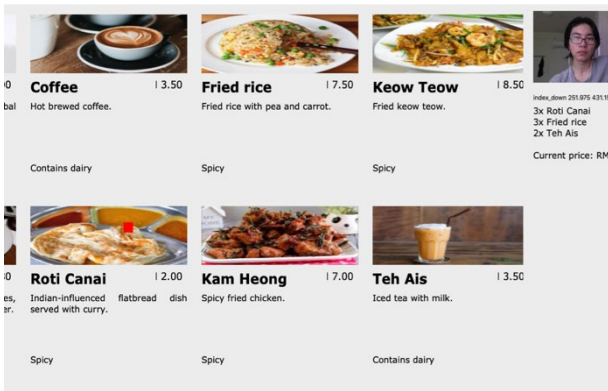 Coffee
I 3.50
Hot brewed coffee.
Contains dairy
Fried rice
I 7.50
Fried rice with pea and carrot.
Spicy
Keow Teow
I 8.50
Fried keow teow.
Spicy
index_down 251.975 431.15
3x Roti Canai
3x Fried rice
2x Teh Ais
Current price: RM
Roti Canai
I 2.00
Indian-influenced flatbread dish
served with curry.
Spicy
Kam Heong
I 7.00
Spicy fried chicken.
Spicy
Teh Ais
I 3.50
Iced tea with milk.
Contains dairy